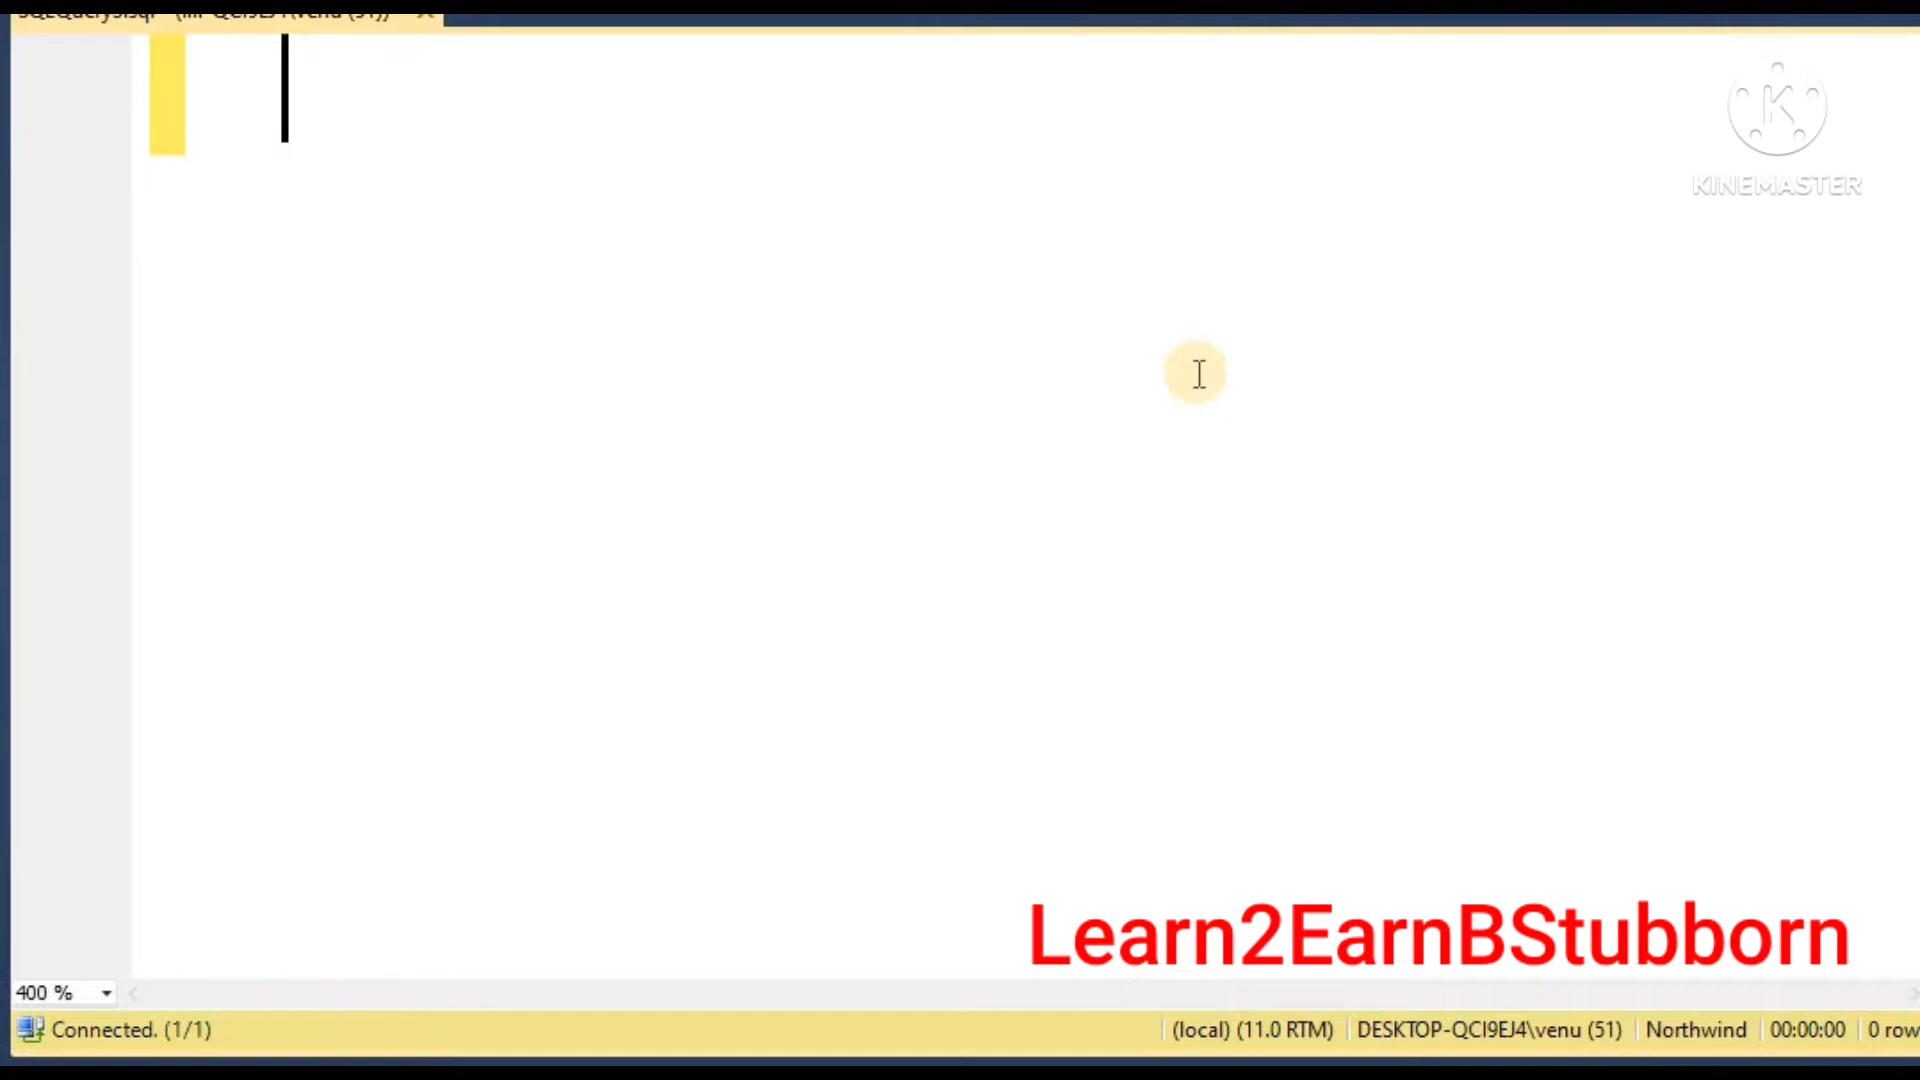 KINEMASTER
Learn2EarnBStubborn
400 %
Connected. (1/1)
(local) (11.0 RTM) DESKTOP-QCI9EJ4\venu (51) Northwind 00:00:00 0 row